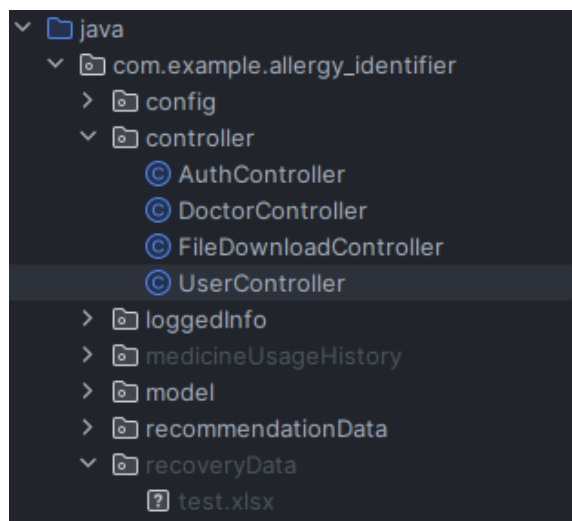 java
com.example.allergy_identifier
config
controller
AuthController
DoctorController
FileDownloadController
UserController
loggedInfo
medicineUsageHistory
model
recommendationData
recoveryData
test.xlsx